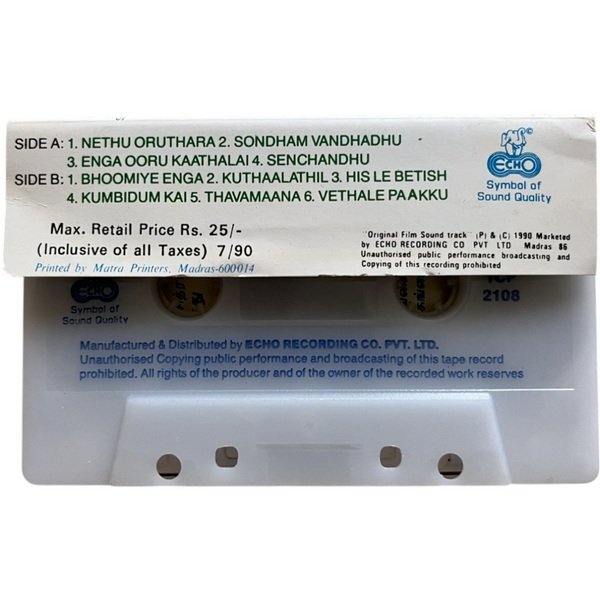 SIDE A: 1. NETHU ORUTHARA 2. SONDHAM VANDHADHU
3. ENGA OORU KAATHALAI 4. SENCHANDHU
SIDE B: 1. BHOOMIYE ENGA 2. KUTHAALATHIL 3. HIS LE BETISH
4. KUMBIDUM KAI 5. THAVAMAANA 6. VETHALE PAAKKU
©
ECHO
Symbol of
Sound Quality
Max. Retail Price Rs. 25/-
(Inclusive of all Taxes) 7/90
Printed by Matra Printers, Madras-600014
"Original Film Sound track" (P) & (C) 1990 Marketed
by ECHO RECORDING CO PVT LTD Madras 86
Unauthorised public performance broadcasting and
Copying of this recording prohibited
ECHO
Symbol of
Sound Quality
TCP
2108
Manufactured & Distributed by ECHO RECORDING CO. PVT. LTD.
Unauthorised Copying public performance and broadcasting of this tape record
prohibited. All rights of the producer and of the owner of the recorded work reserves